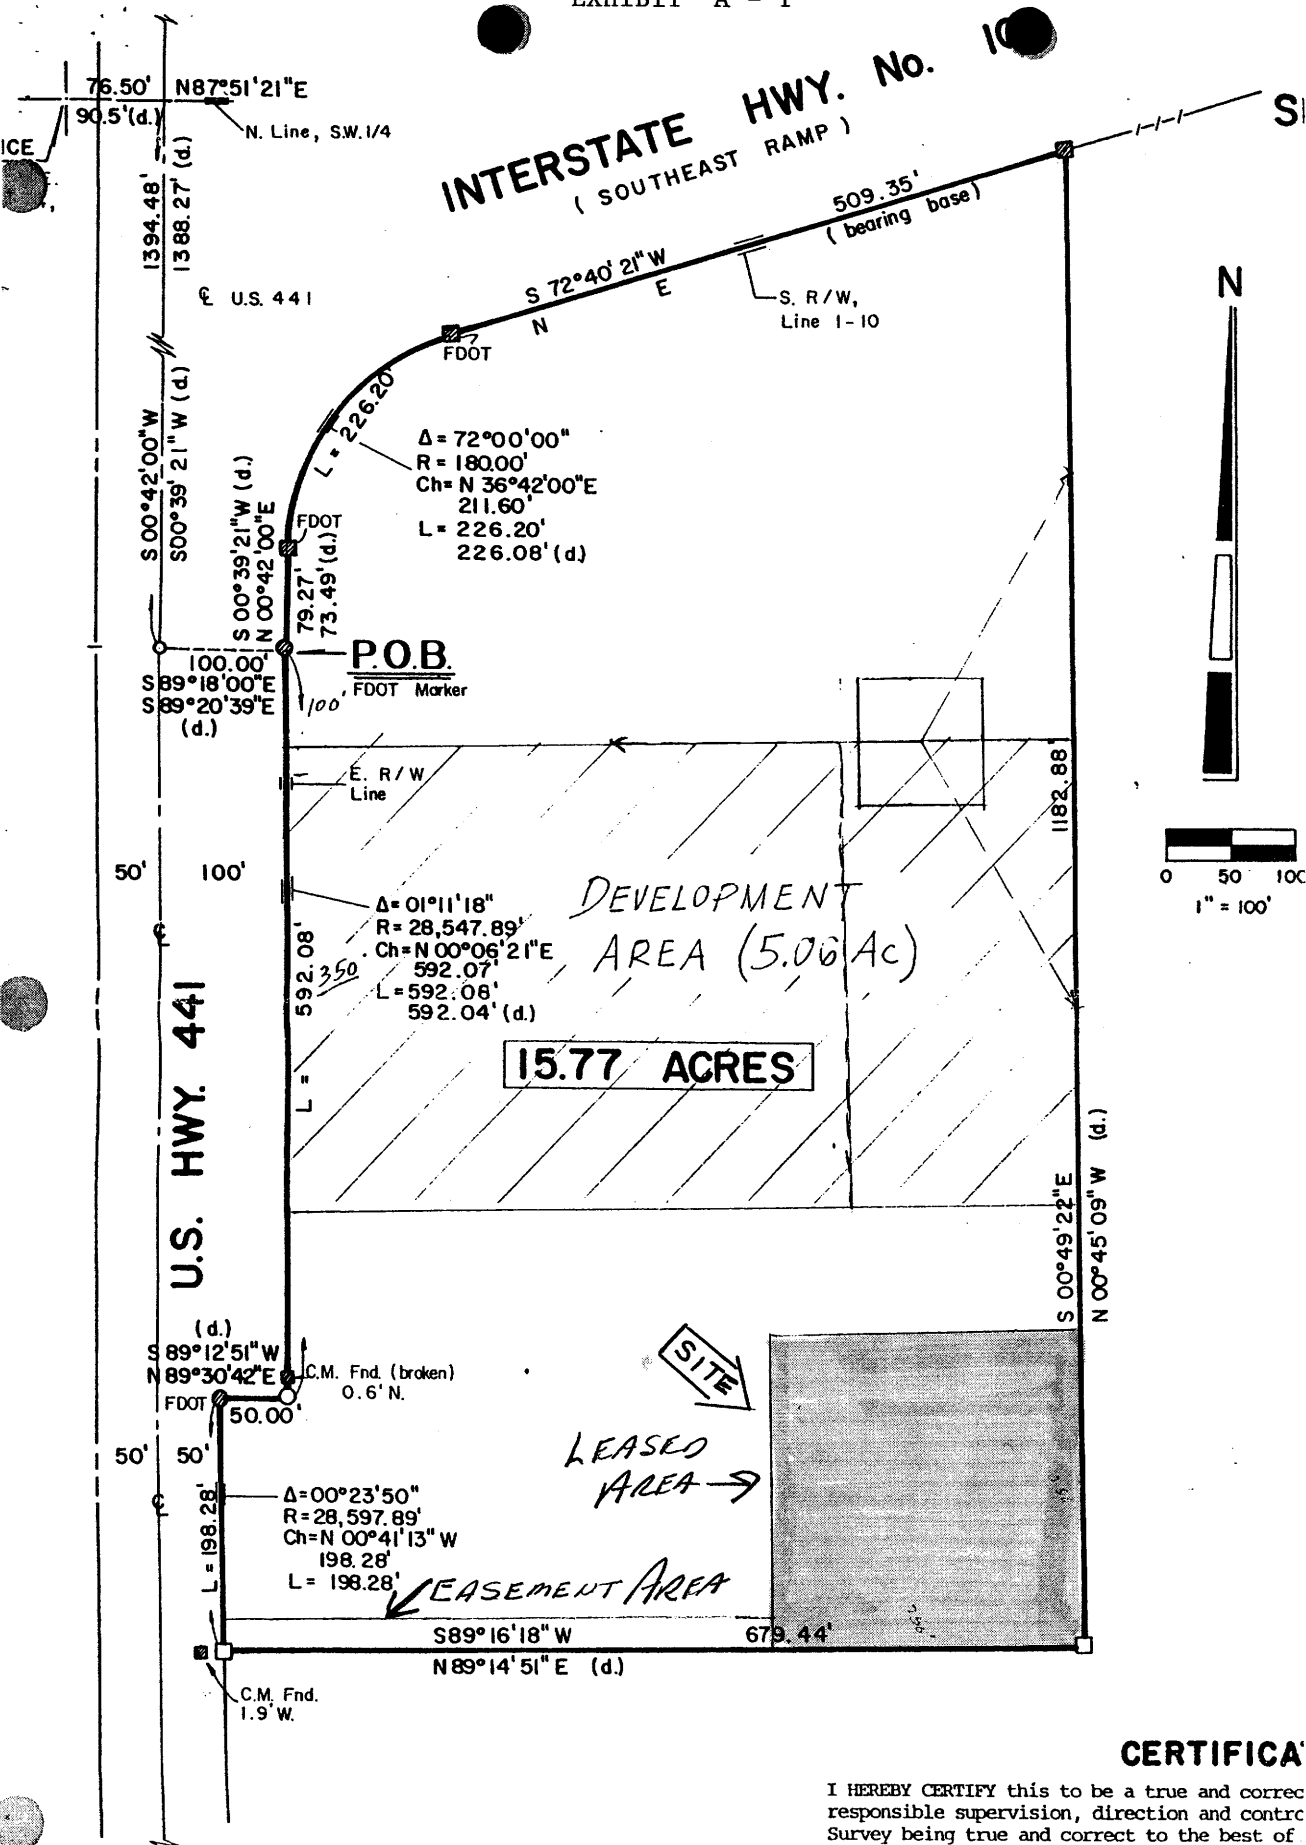 EXHIBIT A - 1
INTERSTATE HWY. No.
( SOUTHEAST RAMP )
76.50'
N87°51'21"E
90.5'(d.)
N. Line, S.W. 1/4
ICE
1394.48'
1388.27' (d.)
℄ U.S. 441
509.35'
( bearing base)
S 72°40'21" W
N E
S. R/W,
Line I-10
FDOT
N
L = 226.20'
Δ = 72°00'00"
R = 180.00'
Ch= N 36°42'00"E
211.60'
L = 226.20'
226.08' (d.)
S 00°42'00"W
S00°39'21" W (d.)
S 00°39'21"W (d.)
N 00°42'00"E
FDOT
79.27'
73.49'(d.)
P.O.B.
FDOT Marker
100.00'
S 89°18'00"E
S 89°20'39"E
(d.)
100'
E. R/W
Line
1182.88'
50' 100'
0 50 100
1" = 100'
DEVELOPMENT
AREA (5.06 Ac)
Δ= 01°11'18"
R = 28,547.89'
Ch= N 00°06'21"E
592.07'
L = 592.08'
592.04' (d.)
L = 592.08'
350
℄
15.77 ACRES
U.S. HWY. 441
S 00°49'22"E
N 00°45'09"W (d.)
(d.)
S 89°12'51" W
N 89°30'42"E
C.M. Fnd. (broken)
0.6' N.
FDOT
50.00'
SITE
50' 50'
LEASED
AREA
℄
L = 198.28'
Δ=00°23'50"
R = 28,597.89'
Ch= N 00°41'13" W
198.28'
L= 198.28'
EASEMENT AREA
S89°16'18" W 679.44'
N 89°14'51" E (d.)
C.M. Fnd.
1.9' W.
CERTIFICA
I HEREBY CERTIFY this to be a true and correc
responsible supervision, direction and contro
Survey being true and correct to the best of